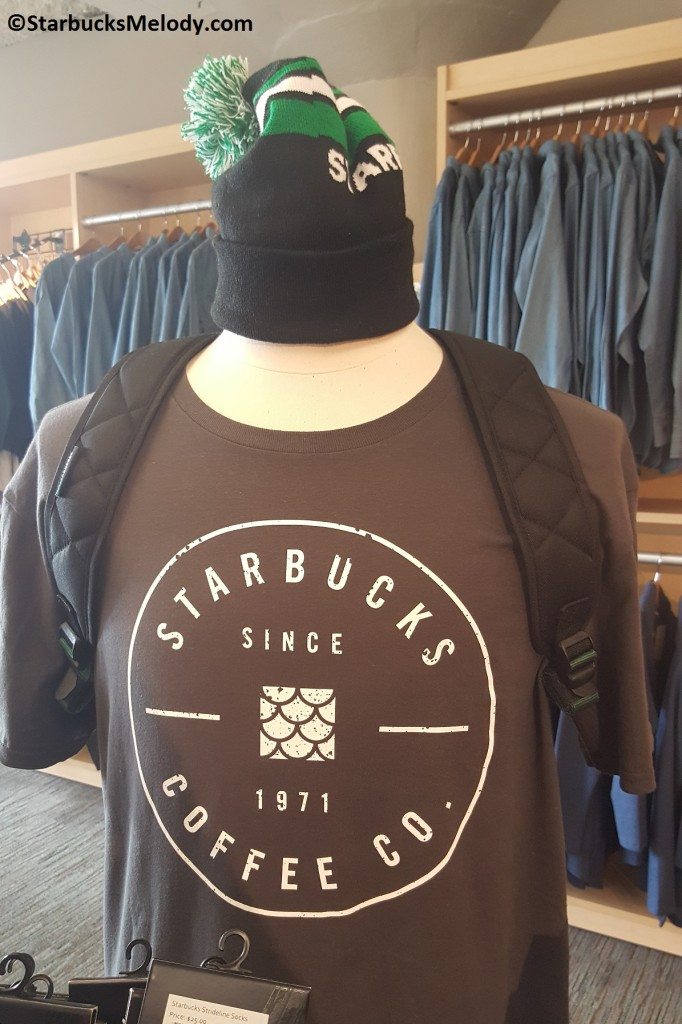 ©StarbucksMelody.com
STARBUCKS
SINCE
1971
COFFEE CO.
Starbucks Strideline Socks
Price: $25.00